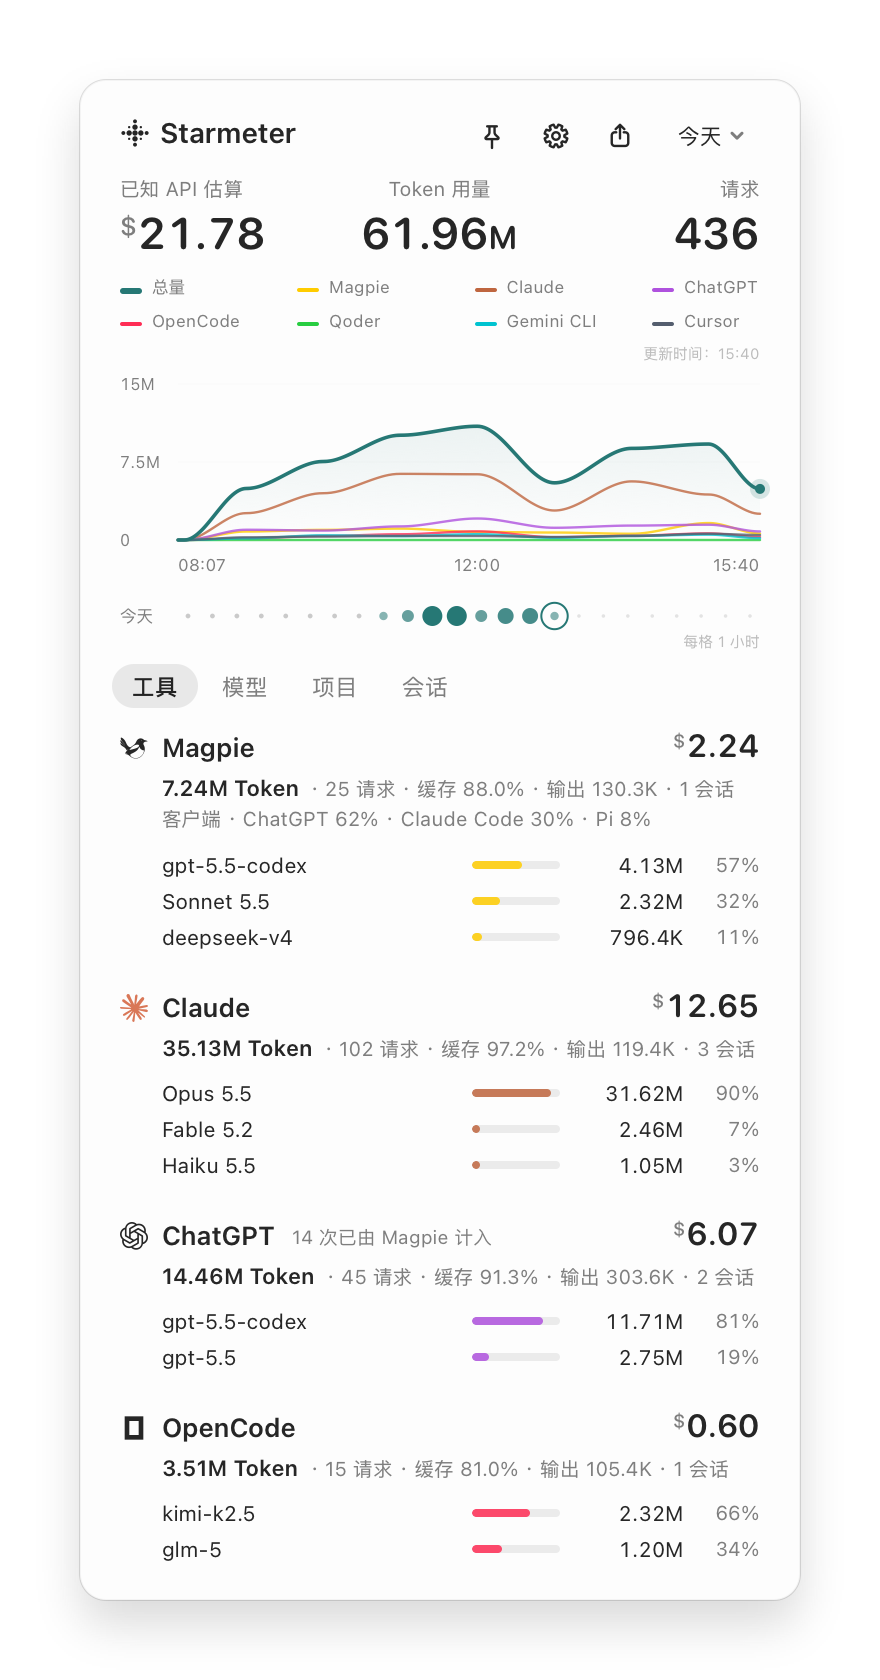 Starmeter 今天
已知 API 估算 Token 用量 请求
$21.78 61.96M 436
总量 Magpie Claude ChatGPT
OpenCode Qoder Gemini CLI Cursor
更新时间：15:40
15M
7.5M
0
08:07 12:00 15:40
今天
每格 1 小时
工具 模型 项目 会话
Magpie $2.24
7.24M Token · 25 请求 · 缓存 88.0% · 输出 130.3K · 1 会话
客户端 · ChatGPT 62% · Claude Code 30% · Pi 8%
gpt-5.5-codex 4.13M 57%
Sonnet 5.5 2.32M 32%
deepseek-v4 796.4K 11%
Claude $12.65
35.13M Token · 102 请求 · 缓存 97.2% · 输出 119.4K · 3 会话
Opus 5.5 31.62M 90%
Fable 5.2 2.46M 7%
Haiku 5.5 1.05M 3%
ChatGPT 14 次已由 Magpie 计入 $6.07
14.46M Token · 45 请求 · 缓存 91.3% · 输出 303.6K · 2 会话
gpt-5.5-codex 11.71M 81%
gpt-5.5 2.75M 19%
OpenCode $0.60
3.51M Token · 15 请求 · 缓存 81.0% · 输出 105.4K · 1 会话
kimi-k2.5 2.32M 66%
glm-5 1.20M 34%